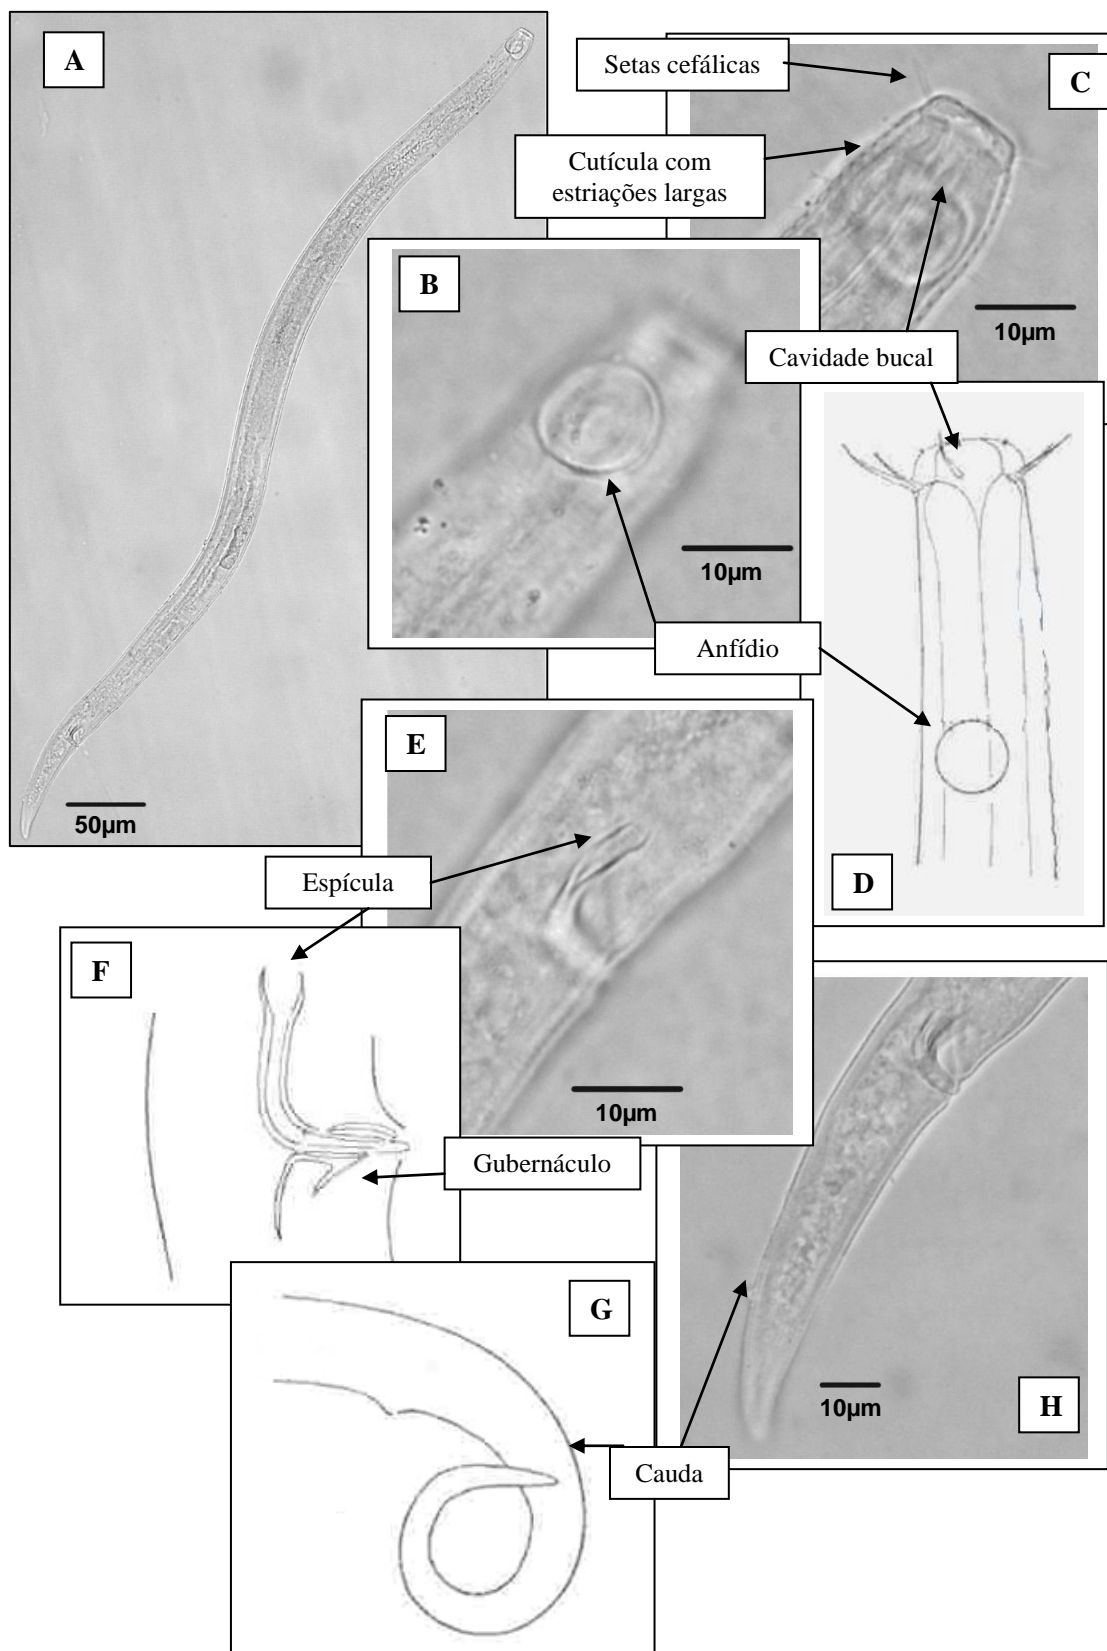 A
Setas cefálicas
C
Cutícula com
estriações largas
B
10µm
Cavidade bucal
10µm
Anfídio
E
50µm
Espícula
D
F
10µm
Gubernáculo
G
10µm
H
Cauda